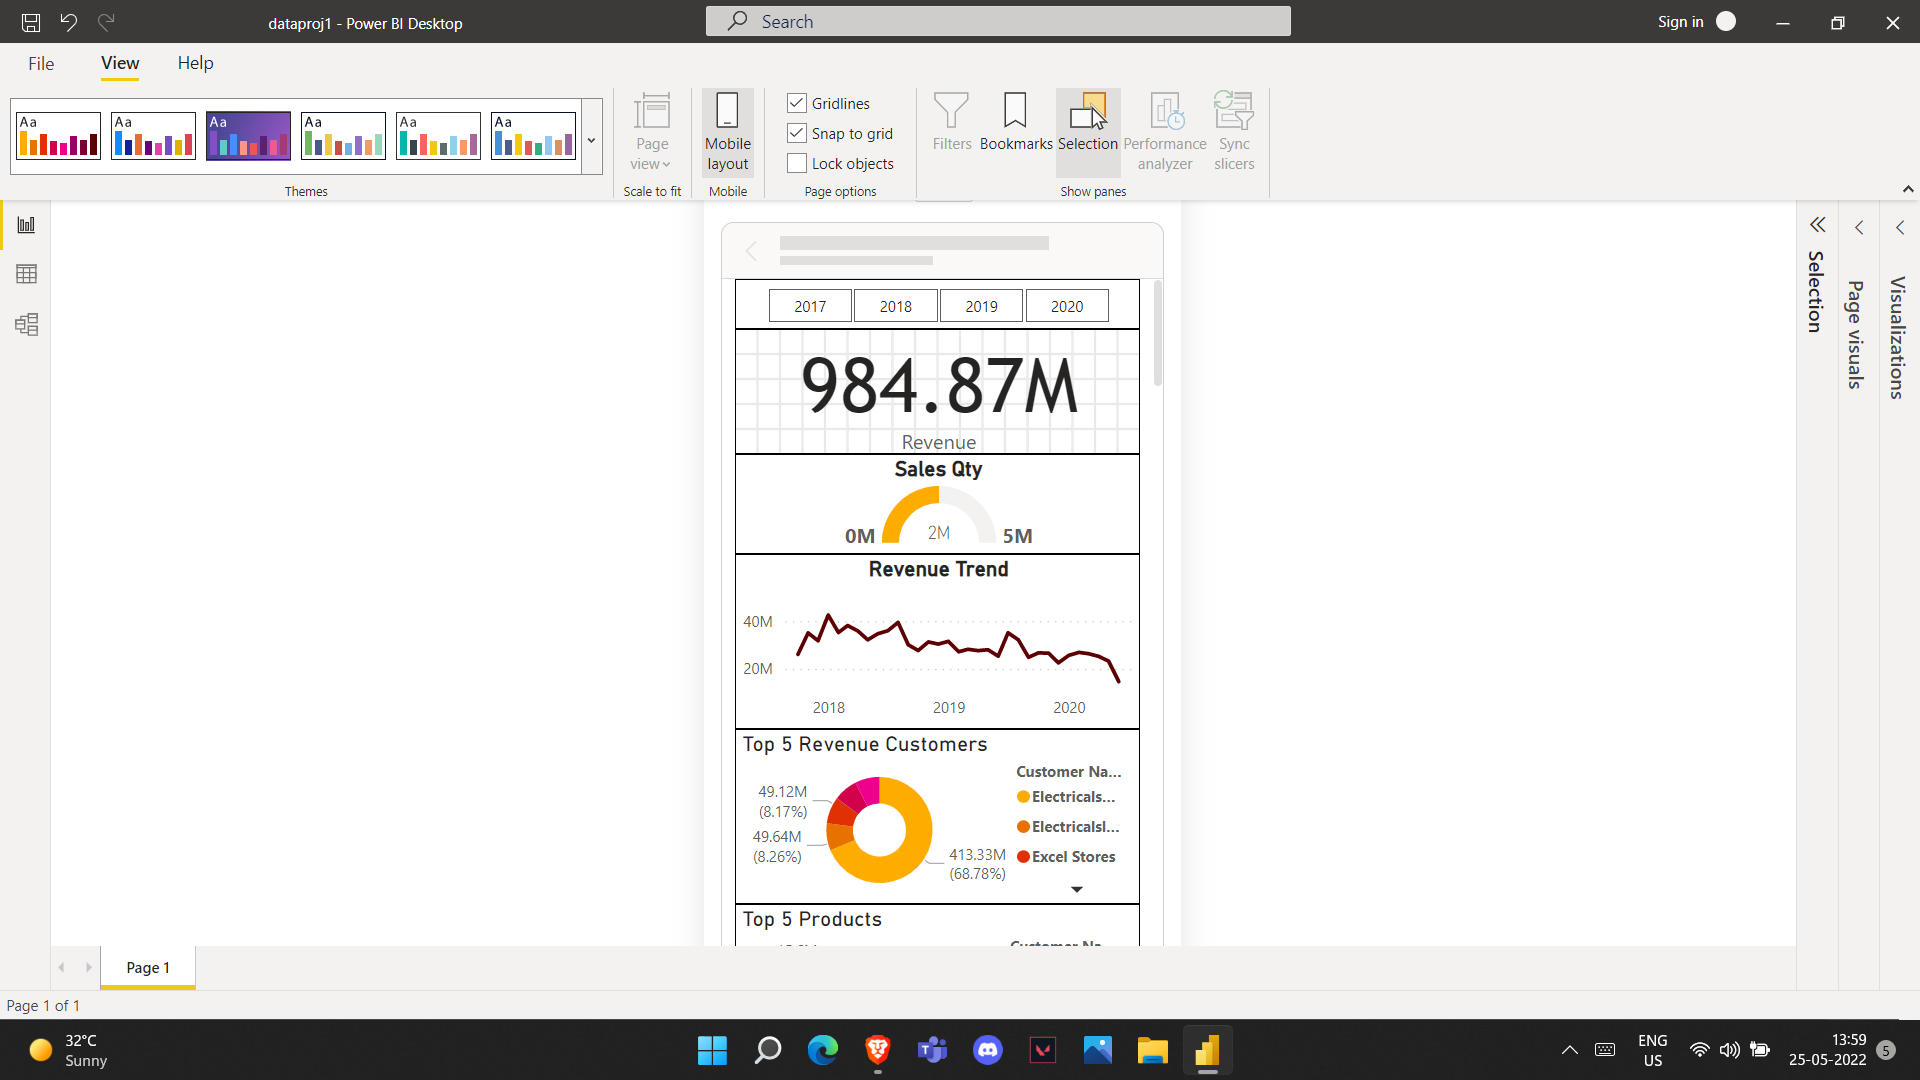 dataproj1 - Power BI Desktop
Search
Sign in
File
View
Help
Aa
Aa
Aa
Aa
Aa
Aa
Themes
Page
view
Scale to fit
Mobile
layout
Mobile
Gridlines
Snap to grid
Lock objects
Page options
Filters
Bookmarks
Selection
Performance
analyzer
Sync
slicers
Show panes
2017
2018
2019
2020
984.87M
Revenue
Sales Qty
0M
2M
5M
Revenue Trend
40M
20M
2018
2019
2020
Top 5 Revenue Customers
49.12M
(8.17%)
49.64M
(8.26%)
413.33M
(68.78%)
Customer Na...
Electricals...
Electricalsl...
Excel Stores
Top 5 Products
Selection
Page visuals
Visualizations
Page 1
Page 1 of 1
32°C
Sunny
ENG
US
13:59
25-05-2022
5